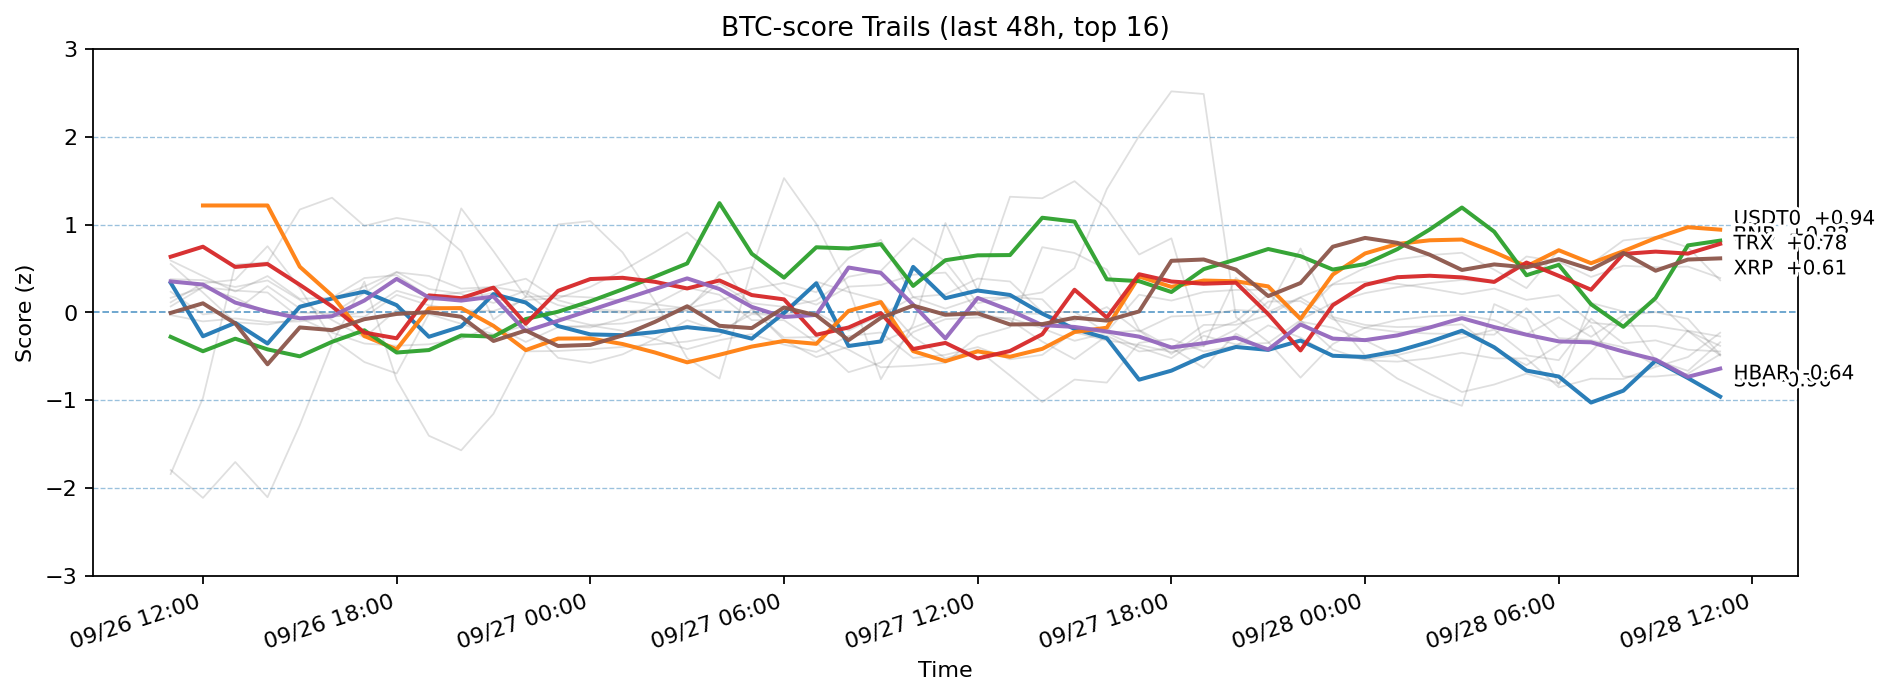 BTC-score Trails (last 48h, top 16)
Score (z)
3
2
1
0
−1
−2
−3
USDT0 +0.94
TRX +0.78
XRP +0.61
HBAR -0.64
09/26 12:00
09/26 18:00
09/27 00:00
09/27 06:00
09/27 12:00
09/27 18:00
09/28 00:00
09/28 06:00
09/28 12:00
Time